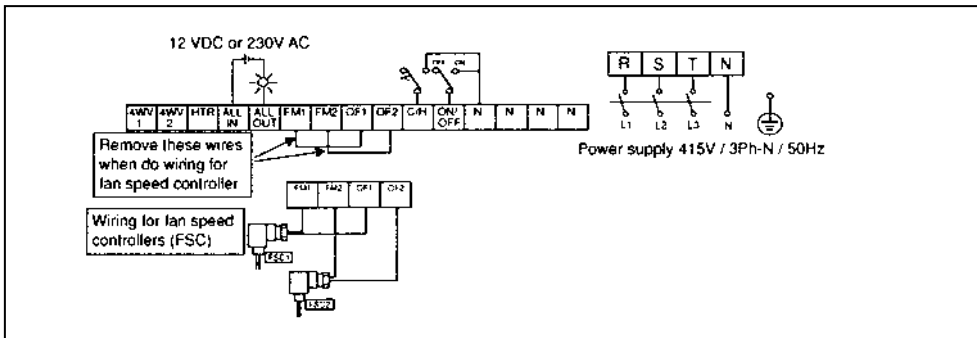 12 VDC or 230V AC
4WV 1
4WV 2
HTR
ALL IN
ALL OUT
FM1
FM2
OF1
OF2
C/H
ON/OFF
N
N
N
N
N
OFF
ON
Remove these wires
when do wiring for
fan speed controller
FM1
FM2
OF1
OF2
Wiring for fan speed
controllers (FSC)
FSC1
FSC2
R
S
T
N
L1
L2
L3
N
Power supply 415V / 3Ph-N / 50Hz